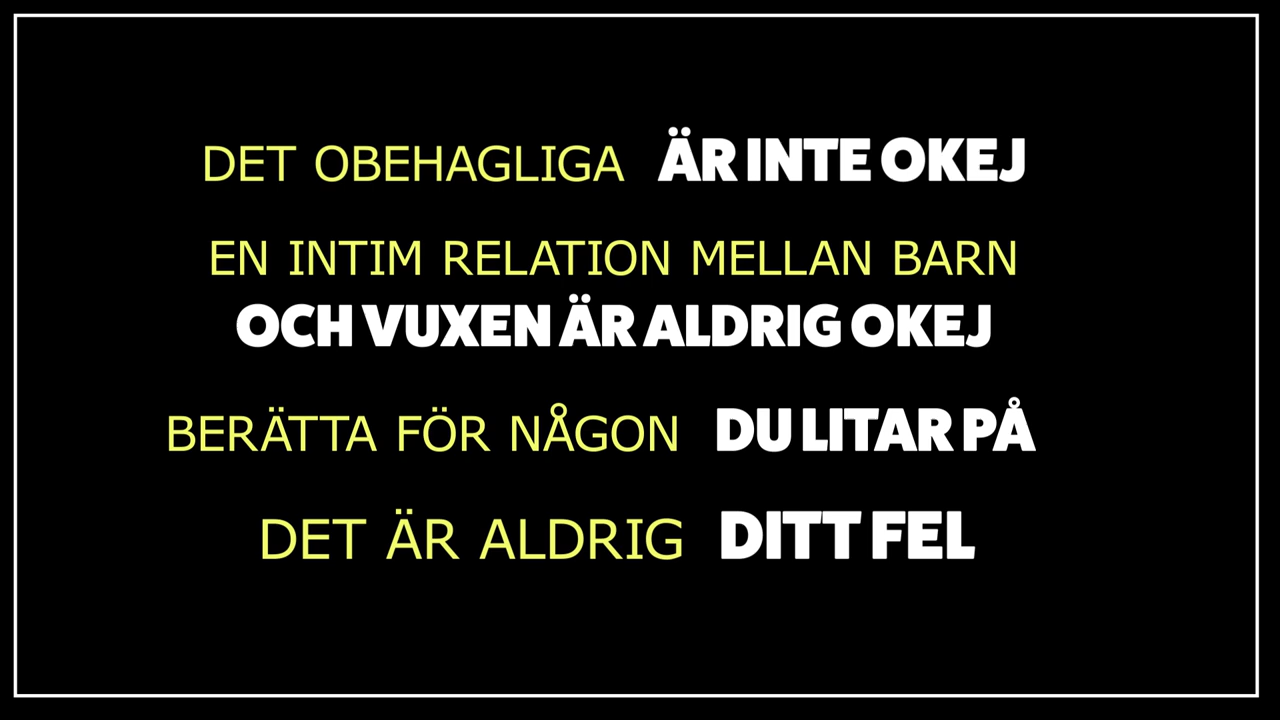 DET OBEHAGLIGA ÄR INTE OKEJ
EN INTIM RELATION MELLAN BARN
OCH VUXEN ÄR ALDRIG OKEJ
BERÄTTA FÖR NÅGON DU LITAR PÅ
DET ÄR ALDRIG DITT FEL